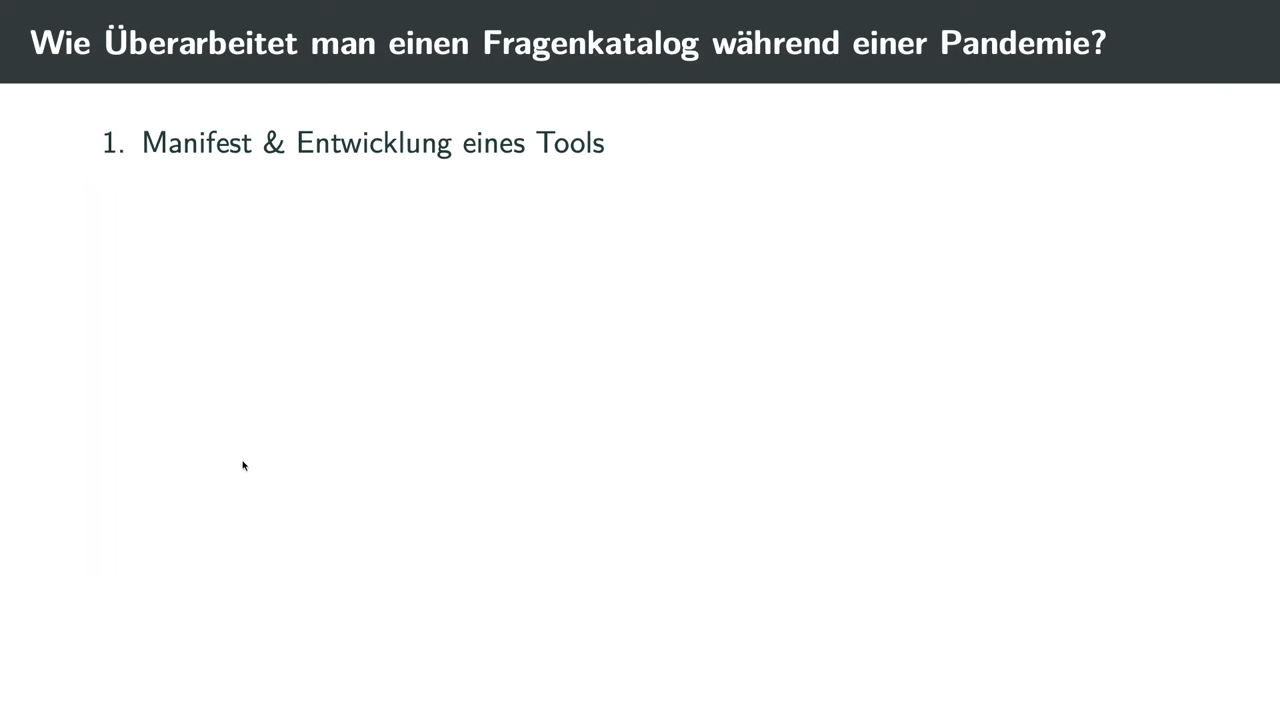 Wie Überarbeitet man einen Fragenkatalog während einer Pandemie?
1. Manifest & Entwicklung eines Tools